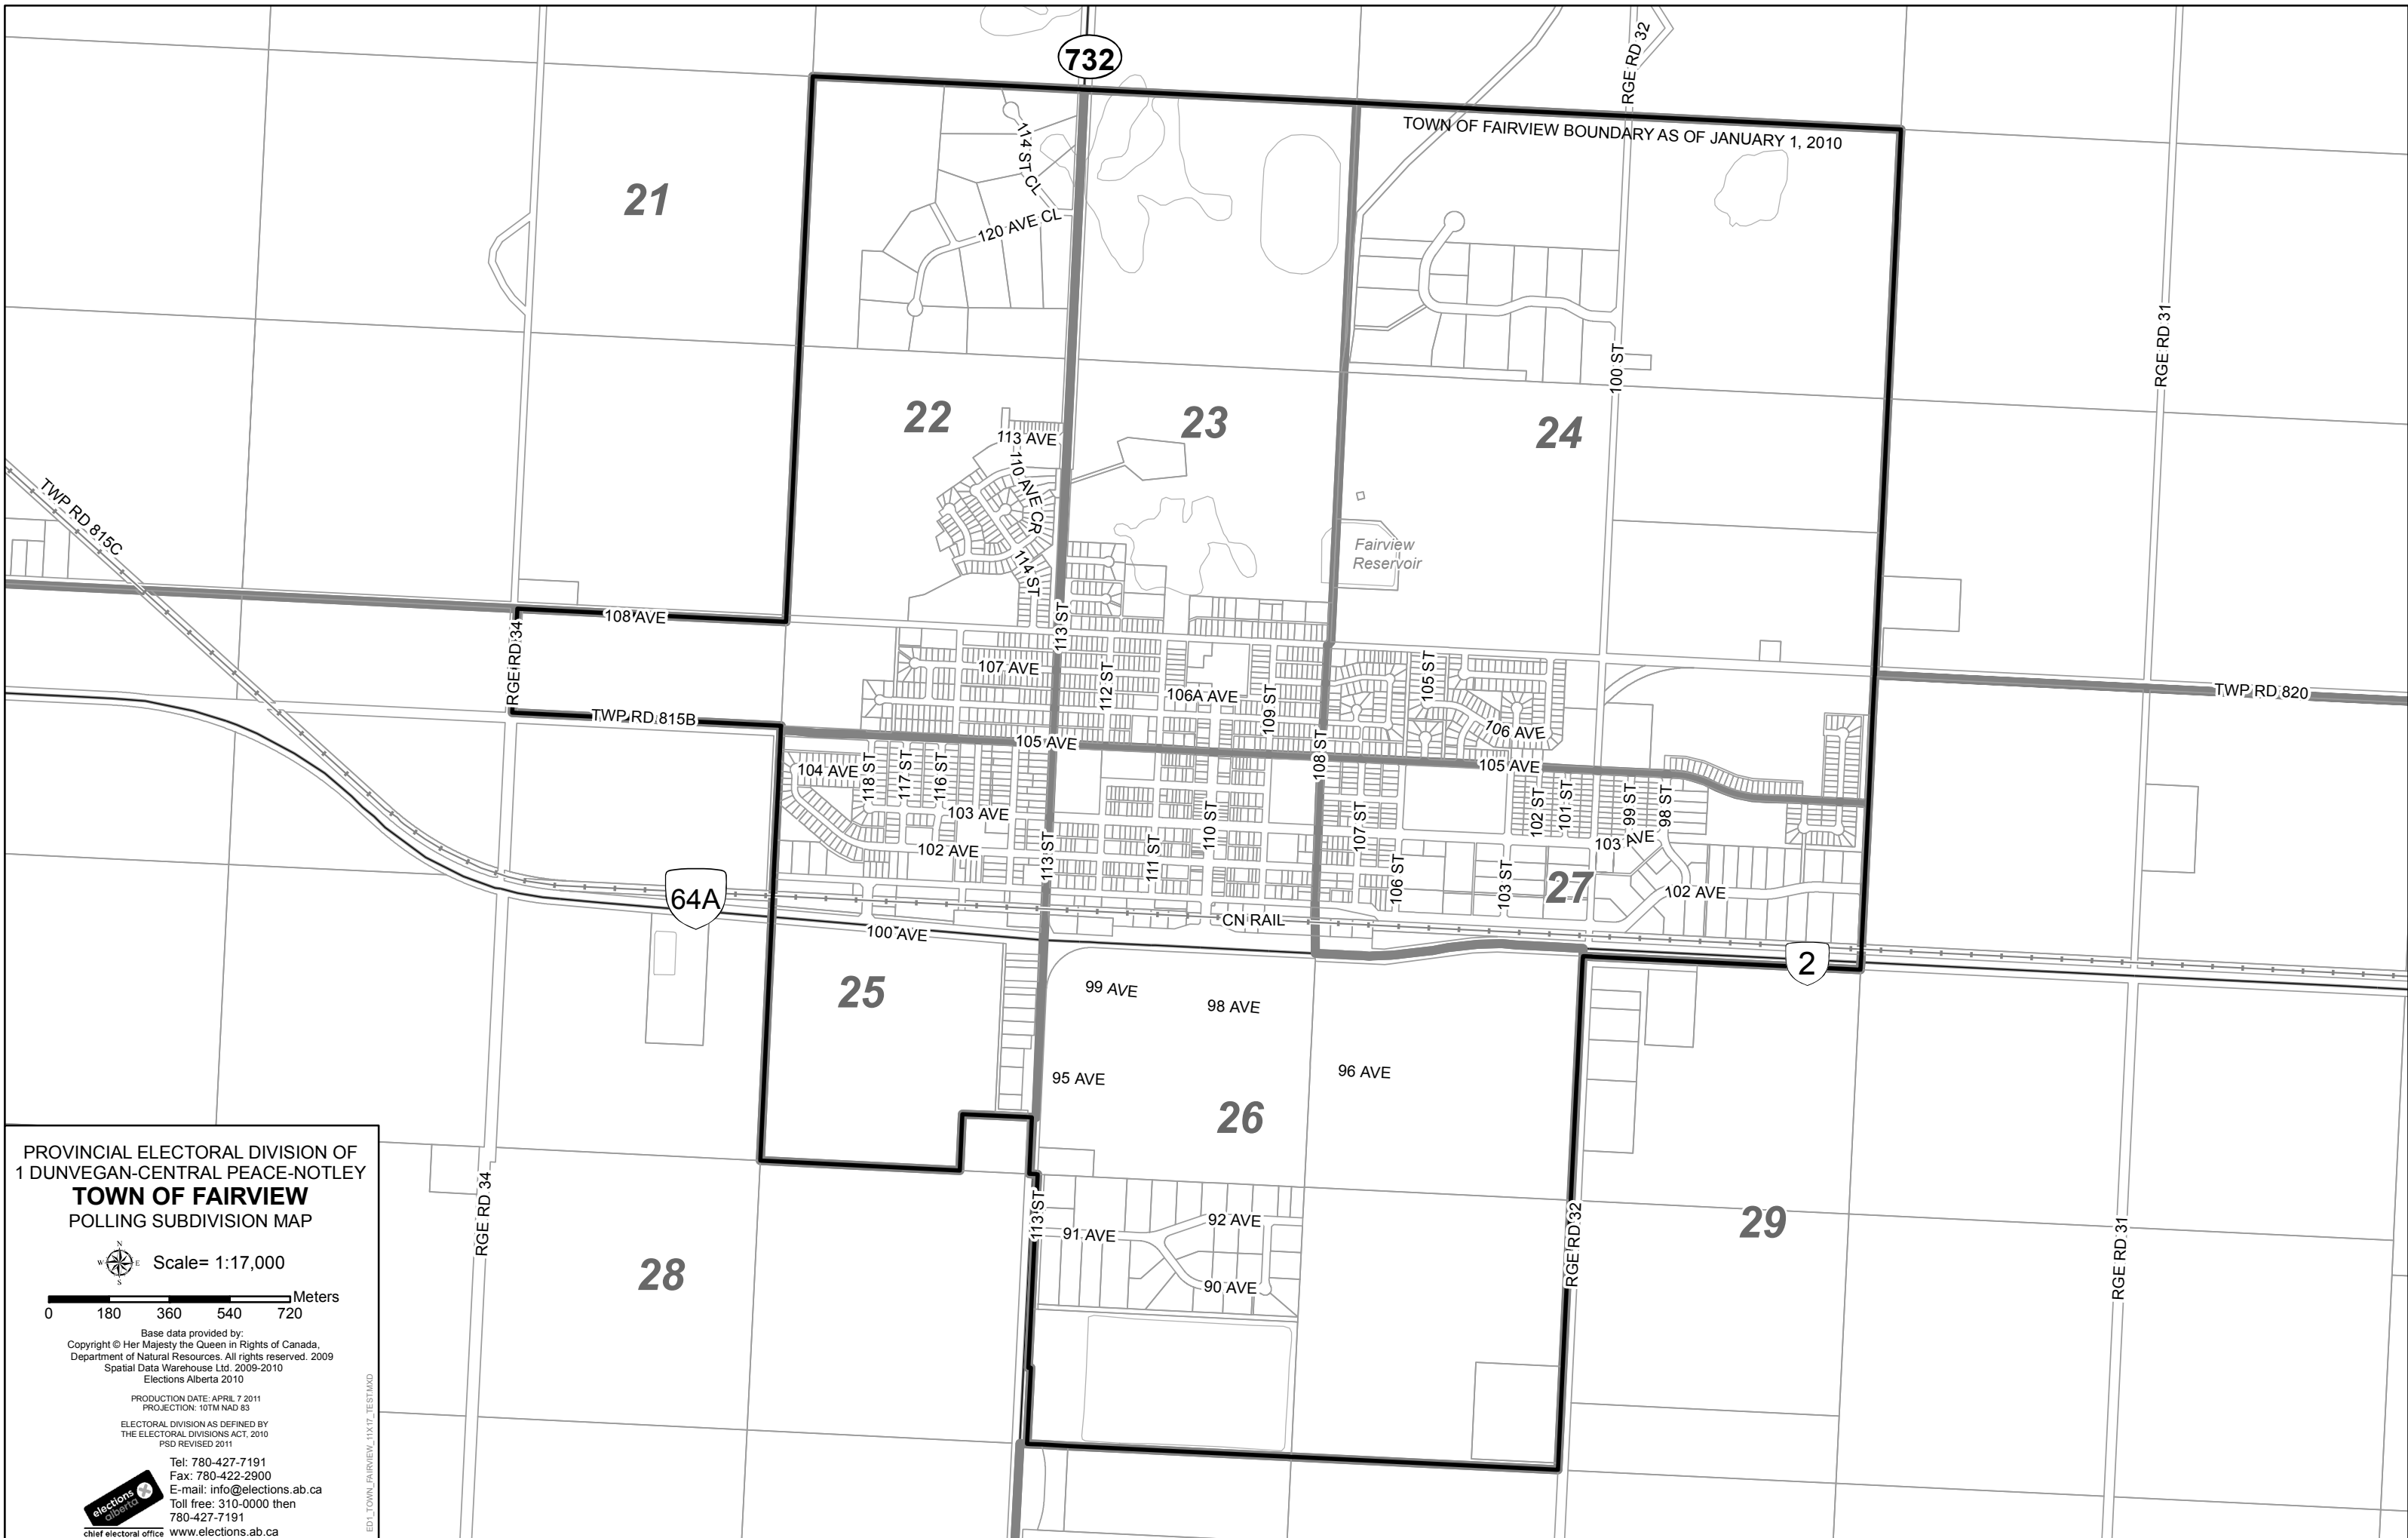 732
RGE RD 32
TOWN OF FAIRVIEW BOUNDARY AS OF JANUARY 1, 2010
114 ST CL
21
120 AVE CL
RGE RD 31
100 ST
22
23
24
113 AVE
110 AVE CR
TWP RD 815C
Fairview
Reservoir
114 ST
108 AVE
113 ST
RGE RD 34
107 AVE
112 ST
106A AVE
109 ST
105 ST
TWP RD 820
TWP RD 815B
106 AVE
105 AVE
108 ST
105 AVE
104 AVE
118 ST
117 ST
116 ST
103 AVE
102 AVE
113 ST
111 ST
110 ST
107 ST
106 ST
102 ST
101 ST
99 ST
98 ST
103 AVE
103 ST
27
102 AVE
64A
CN RAIL
100 AVE
2
25
99 AVE
98 AVE
95 AVE
96 AVE
26
113 ST
92 AVE
91 AVE
90 AVE
RGE RD 32
29
RGE RD 31
RGE RD 34
28
PROVINCIAL ELECTORAL DIVISION OF
1 DUNVEGAN-CENTRAL PEACE-NOTLEY
TOWN OF FAIRVIEW
POLLING SUBDIVISION MAP
N
W E
S
Scale= 1:17,000
Meters
0 180 360 540 720
Base data provided by:
Copyright © Her Majesty the Queen in Rights of Canada,
Department of Natural Resources. All rights reserved. 2009
Spatial Data Warehouse Ltd. 2009-2010
Elections Alberta 2010
PRODUCTION DATE: APRIL 7 2011
PROJECTION: 10TM NAD 83
ELECTORAL DIVISION AS DEFINED BY
THE ELECTORAL DIVISIONS ACT, 2010
PSD REVISED 2011
elections
alberta
chief electoral office
Tel: 780-427-7191
Fax: 780-422-2900
E-mail: info@elections.ab.ca
Toll free: 310-0000 then
780-427-7191
www.elections.ab.ca
ED1_TOWN_FAIRVIEW_11X17_TEST.MXD